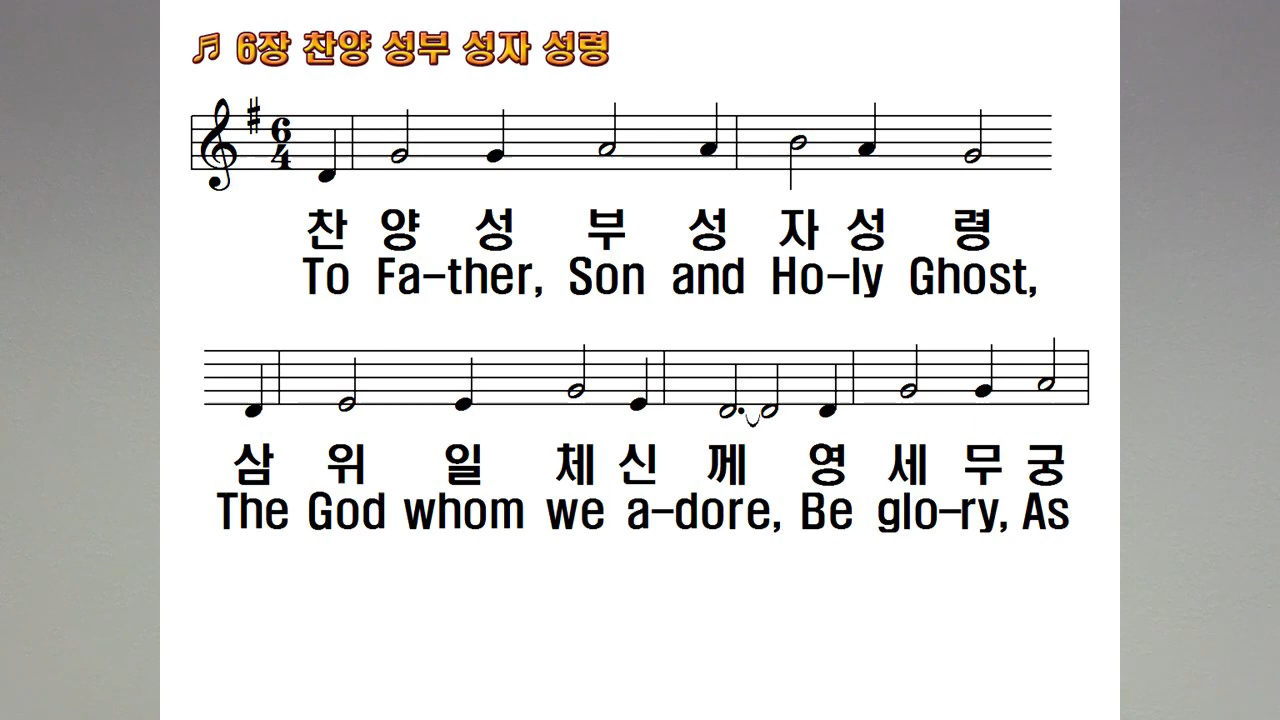 ♬ 6장 찬양 성부 성자 성령
6
4
찬 양 성 부 성 자 성 령
To Fa-ther, Son and Ho-ly Ghost,
삼 위 일 체 신 께 영 세 무 궁
The God whom we a-dore, Be glo-ry, As